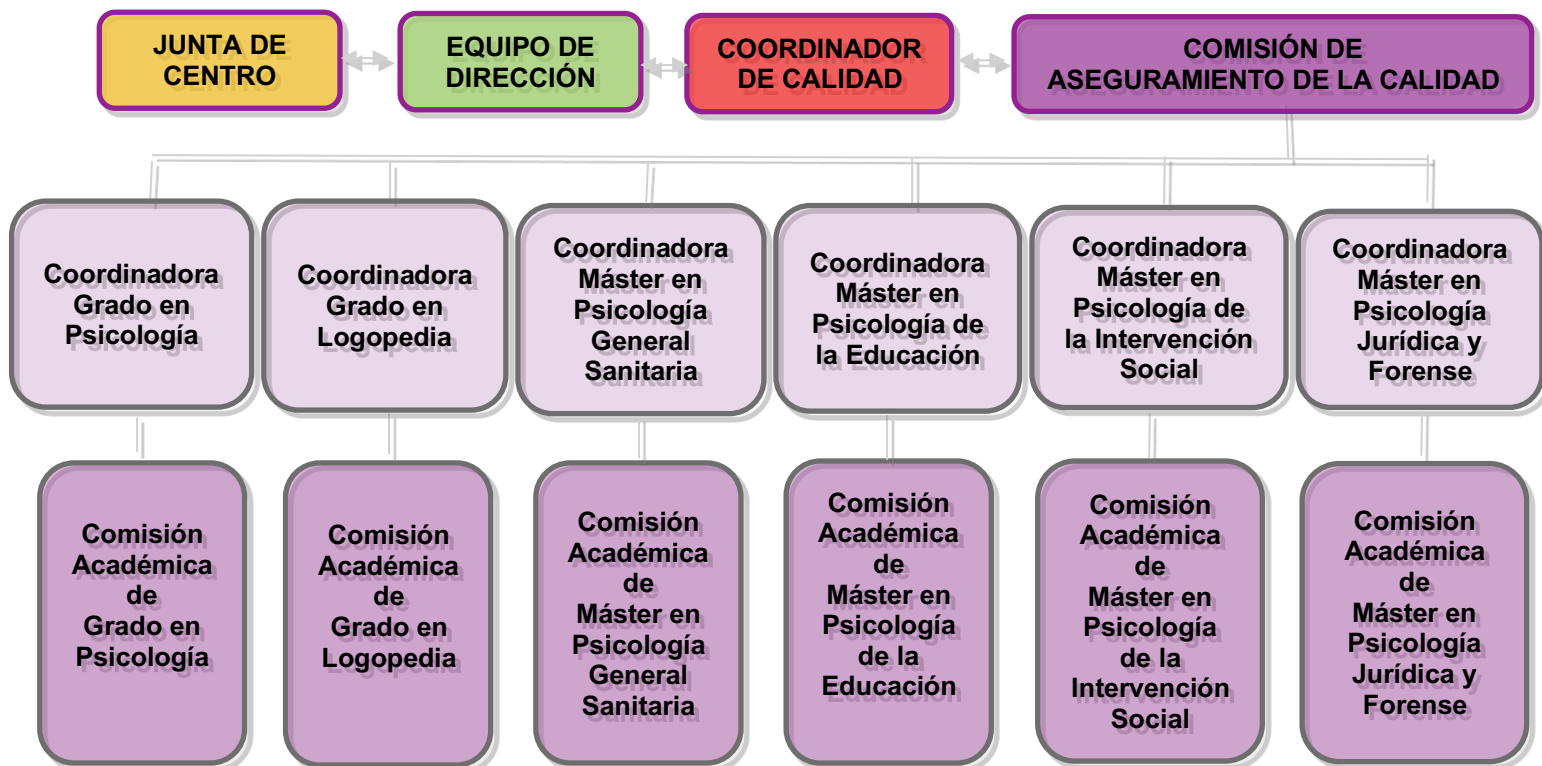 JUNTA DE
CENTRO
EQUIPO DE
DIRECCIÓN
COORDINADOR
DE CALIDAD
COMISIÓN DE
ASEGURAMIENTO DE LA CALIDAD
Coordinadora
Grado en
Psicología
Coordinadora
Grado en
Logopedia
Coordinadora
Máster en
Psicología
General
Sanitaria
Coordinadora
Máster en
Psicología de
la Educación
Coordinadora
Máster en
Psicología de
la Intervención
Social
Coordinadora
Máster en
Psicología
Jurídica y
Forense
Comisión
Académica
de
Grado en
Psicología
Comisión
Académica
de
Grado en
Logopedia
Comisión
Académica
de
Máster en
Psicología
General
Sanitaria
Comisión
Académica
de
Máster en
Psicología
de la
Educación
Comisión
Académica
de
Máster en
Psicología
de la
Intervención
Social
Comisión
Académica
de
Máster en
Psicología
Jurídica y
Forense